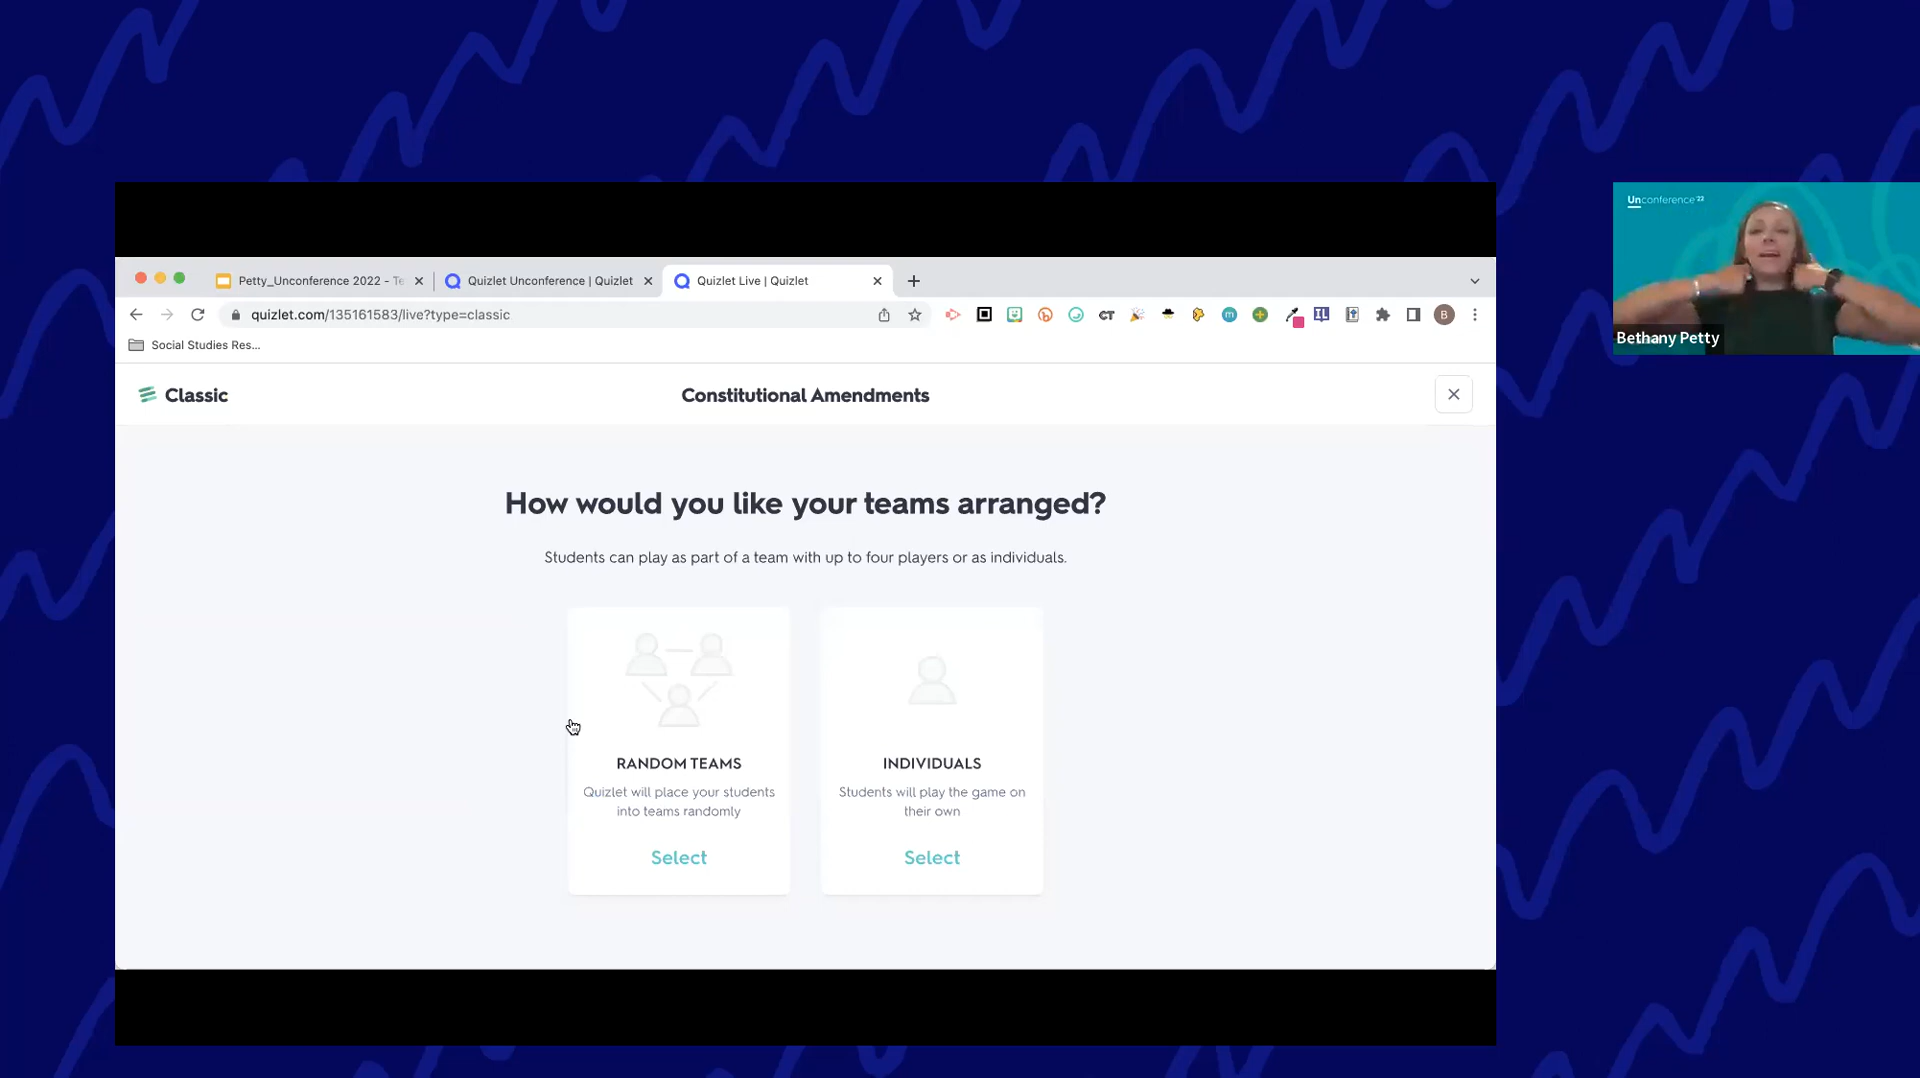 Unconference 22
Bethany Petty
Petty_Unconference 2022 - Te
Quizlet Unconference | Quizlet
Quizlet Live | Quizlet
quizlet.com/135161583/live?type=classic
CT
m
IL
B
Social Studies Res...
Classic
Constitutional Amendments
How would you like your teams arranged?
Students can play as part of a team with up to four players or as individuals.
RANDOM TEAMS
Quizlet will place your students
into teams randomly
Select
INDIVIDUALS
Students will play the game on
their own
Select